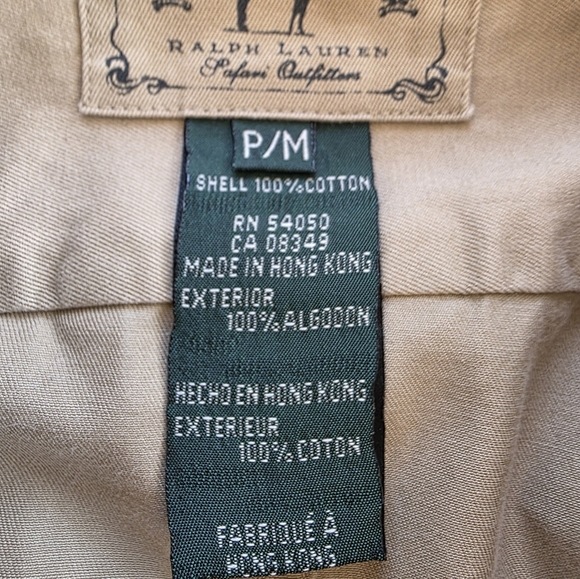 RALPH LAUREN
Safari Outfitters
P/M
SHELL 100%COTTON
RN 54050
CA 08349
MADE IN HONG KONG
EXTERIOR
100%ALGODON
HECHO EN HONG KONG
EXTERIEUR
100%COTON
FABRIQUÉ À
HONG KONG